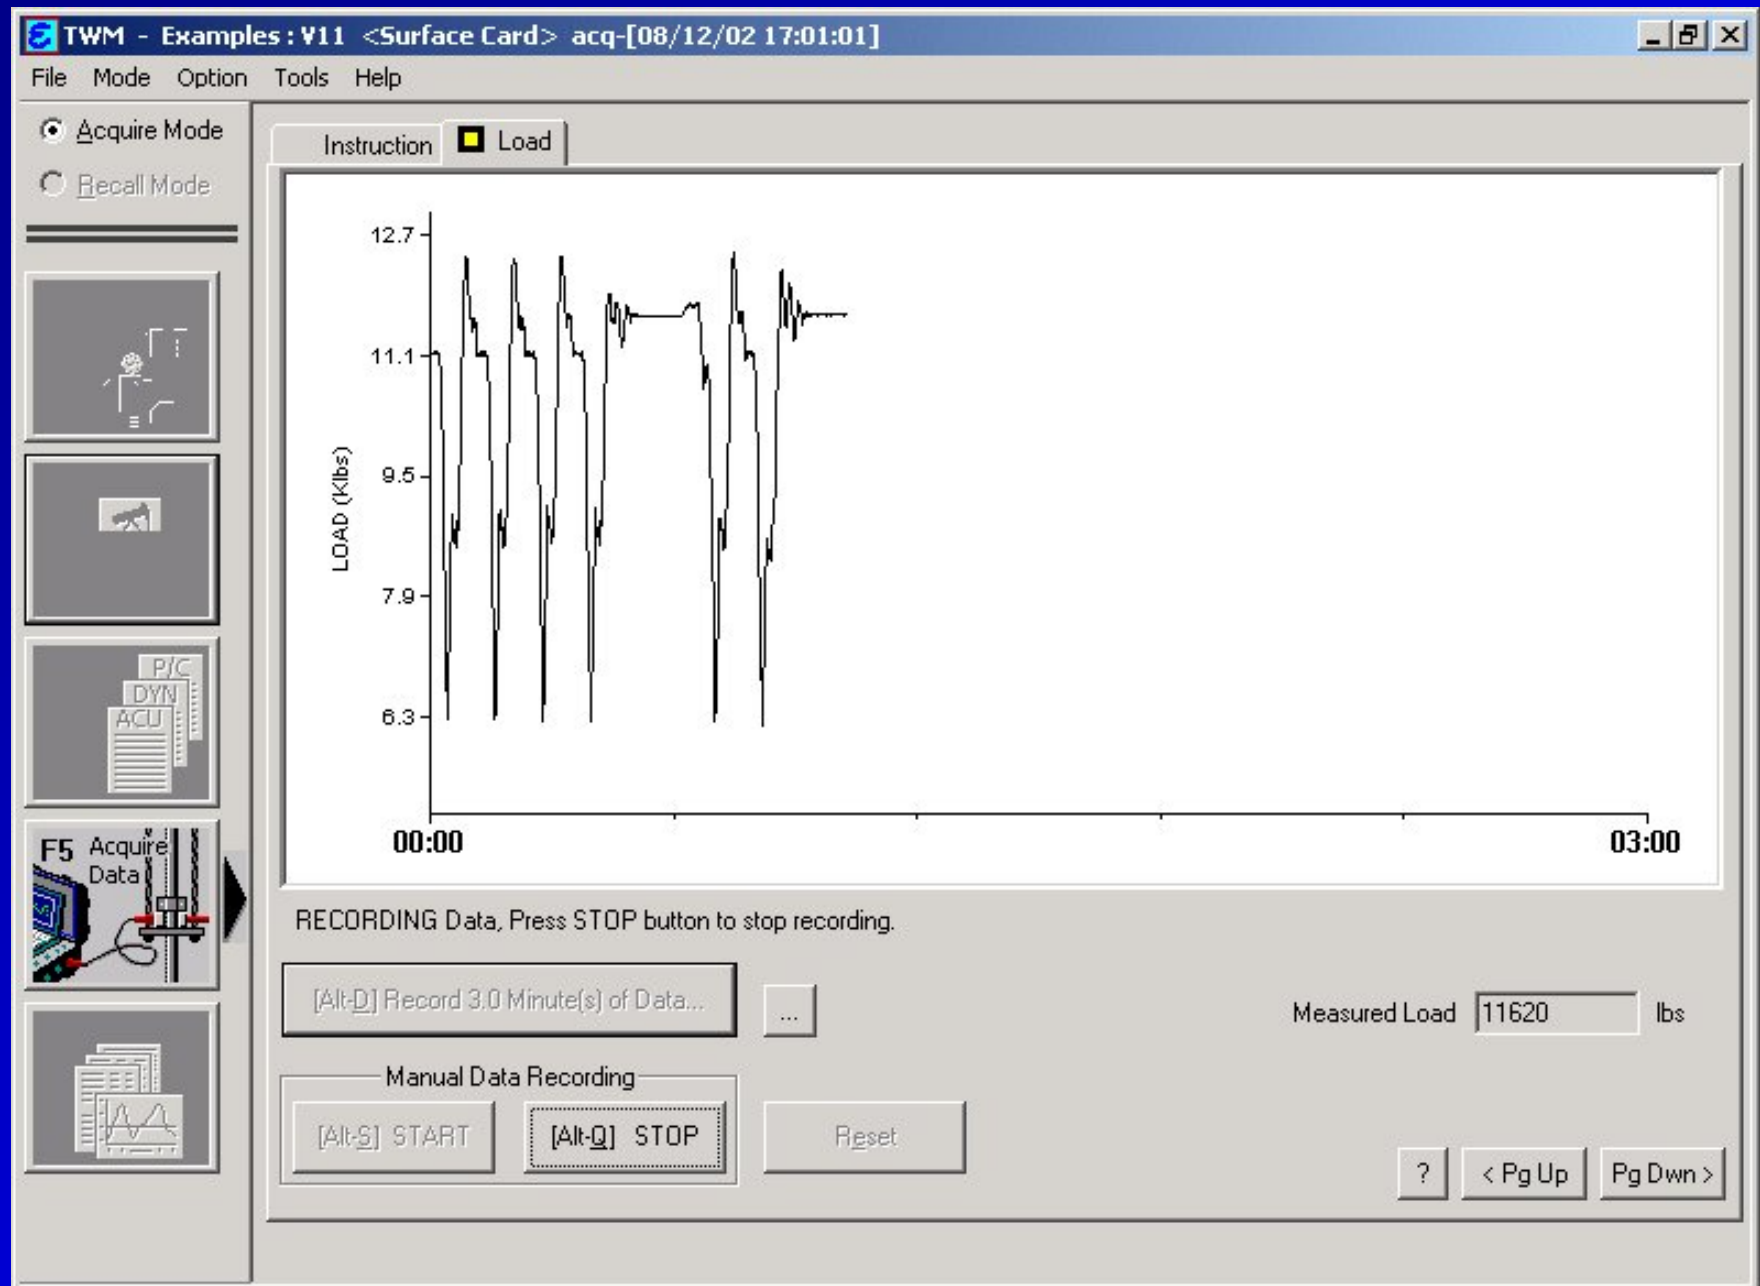 TWM - Examples : V11 <Surface Card> acq-[08/12/02 17:01:01]
File Mode Option Tools Help
Acquire Mode
Recall Mode
P/C
DYN
ACU
F5 Acquire
Data
Instruction Load
12.7
11.1
9.5
7.9
6.3
LOAD (Klbs)
00:00 03:00
RECORDING Data, Press STOP button to stop recording.
[Alt-D] Record 3.0 Minute(s) of Data...
...
Measured Load 11620 lbs
Manual Data Recording
[Alt-S] START [Alt-Q] STOP Reset
? < Pg Up Pg Dwn >